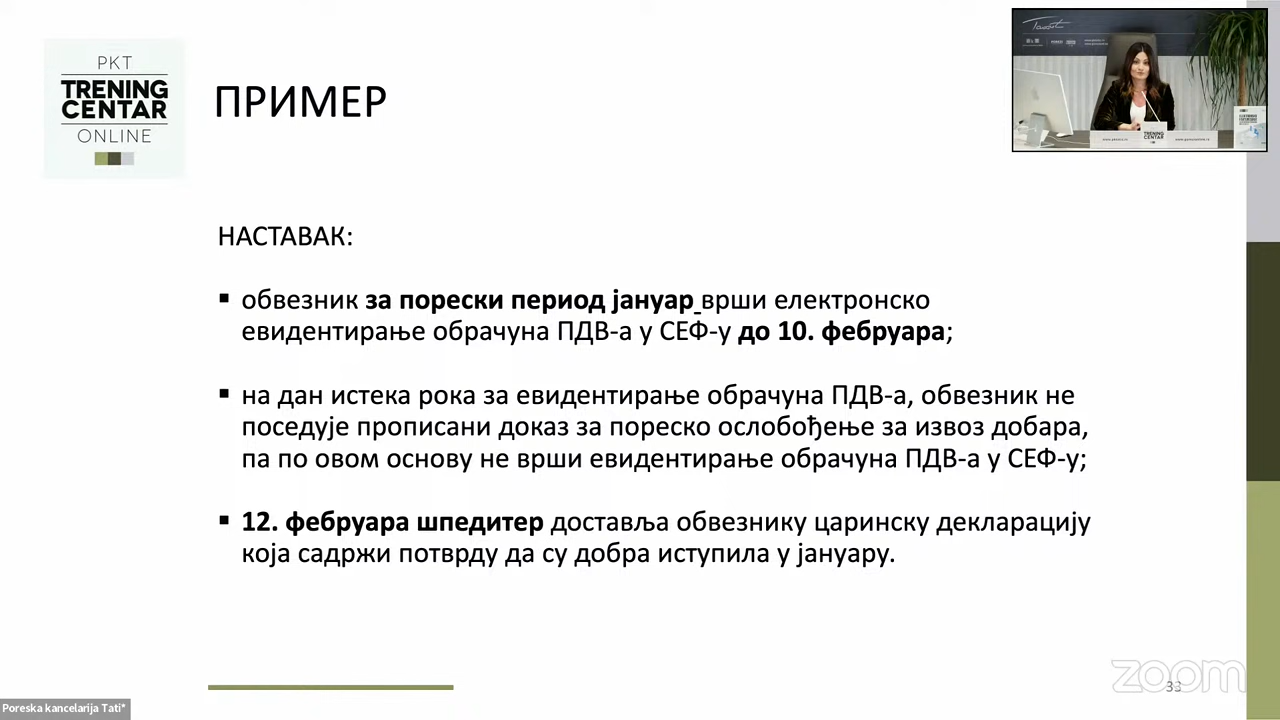 PKT
TRENING
CENTAR
ONLINE
ПРИМЕР
НАСТАВАК:
▪ обвезник за порески период јануар врши електронско
евидентирање обрачуна ПДВ-а у СЕФ-у до 10. фебруара;
▪ на дан истека рока за евидентирање обрачуна ПДВ-а, обвезник не
поседује прописани доказ за пореско ослобођење за извоз добара,
па по овом основу не врши евидентирање обрачуна ПДВ-а у СЕФ-у;
▪ 12. фебруара шпедитер доставља обвезнику царинску декларацију
која садржи потврду да су добра иступила у јануару.
TRENING
CENTAR
zoom
33
Poreska kancelarija Tati*